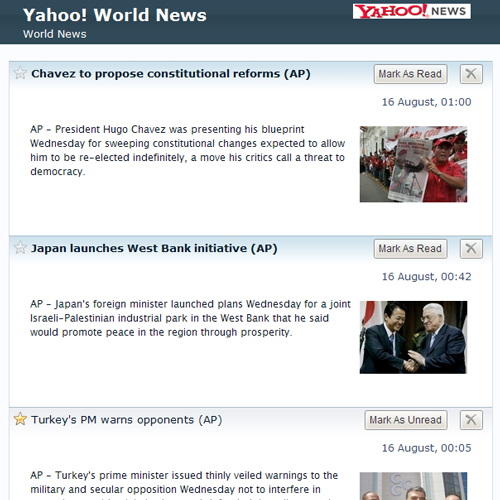 Yahoo! World News
YAHOO! NEWS
World News
Chavez to propose constitutional reforms (AP)
Mark As Read
16 August, 01:00
AP – President Hugo Chavez was presenting his blueprint
Wednesday for sweeping constitutional changes expected to allow
him to be re-elected indefinitely, a move his critics call a threat to
democracy.
Japan launches West Bank initiative (AP)
Mark As Read
16 August, 00:42
AP – Japan's foreign minister launched plans Wednesday for a joint
Israeli-Palestinian industrial park in the West Bank that he said
would promote peace in the region through prosperity.
Turkey's PM warns opponents (AP)
Mark As Unread
16 August, 00:05
AP – Turkey's prime minister issued thinly veiled warnings to the
military and secular opposition Wednesday not to interfere in